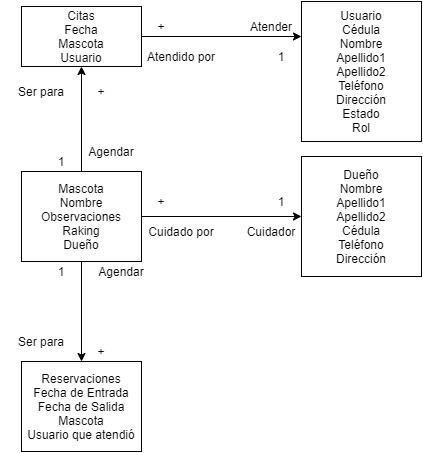 Citas
Fecha
Mascota
Usuario
+
Atender
Atendido por
1
Usuario
Cédula
Nombre
Apellido1
Apellido2
Teléfono
Dirección
Estado
Rol
Ser para
+
1
Agendar
Mascota
Nombre
Observaciones
Raking
Dueño
+
1
Cuidado por
Cuidador
Dueño
Nombre
Apellido1
Apellido2
Cédula
Teléfono
Dirección
1
Agendar
Ser para
+
Reservaciones
Fecha de Entrada
Fecha de Salida
Mascota
Usuario que atendió